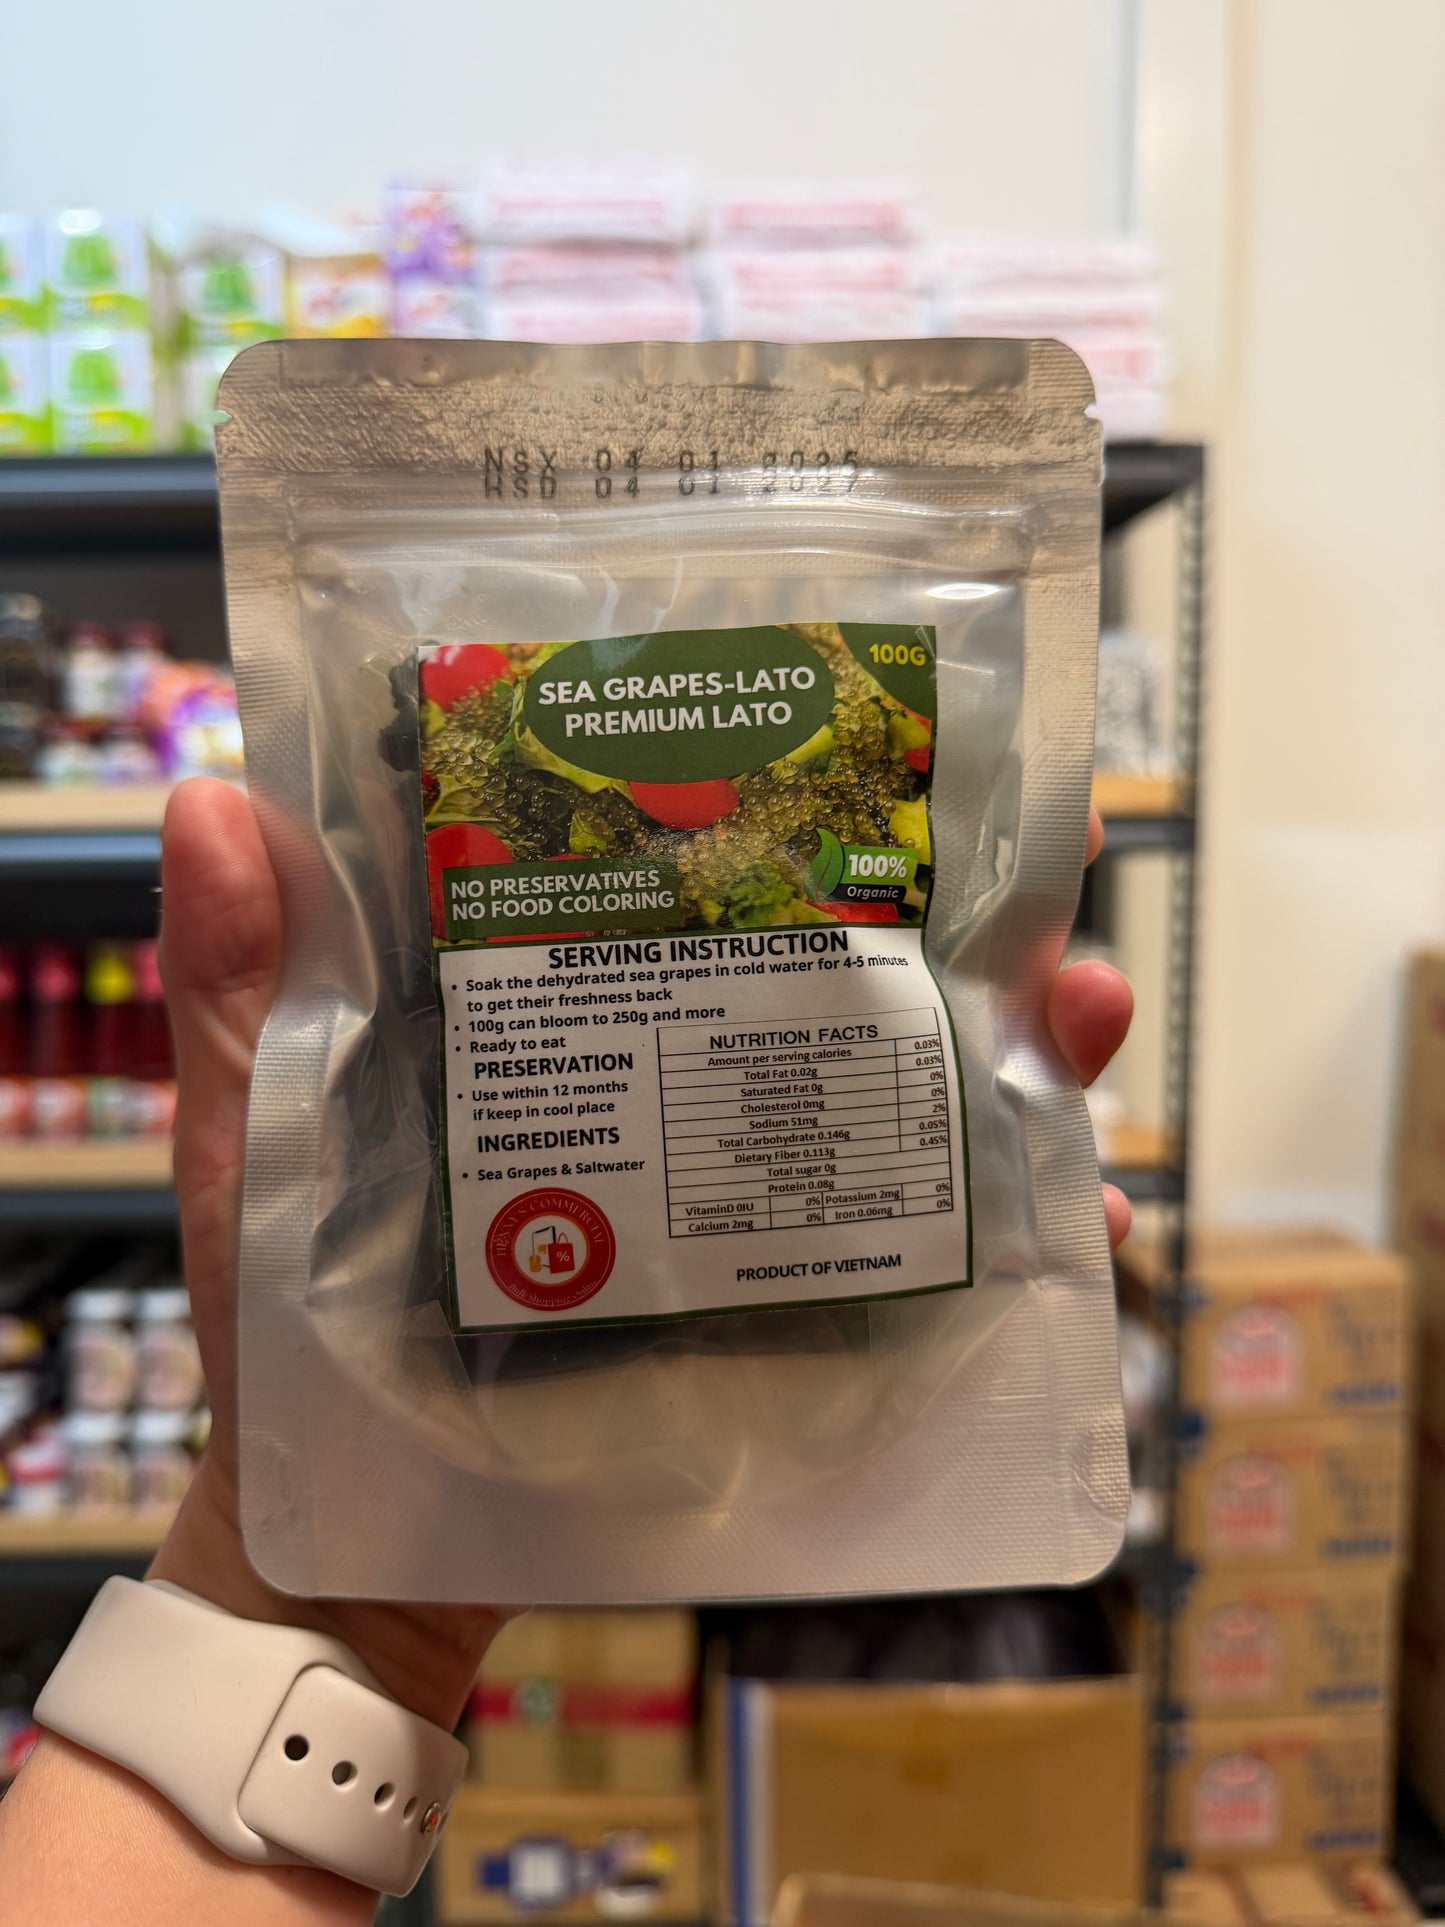 NSX 04 01 2025
HSD 04 01 2027
100G
SEA GRAPES-LATO
PREMIUM LATO
100%
Organic
NO PRESERVATIVES
NO FOOD COLORING
SERVING INSTRUCTION
• Soak the dehydrated sea grapes in cold water for 4-5 minutes
to get their freshness back
• 100g can bloom to 250g and more
• Ready to eat
PRESERVATION
• Use within 12 months
if keep in cool place
INGREDIENTS
• Sea Grapes & Saltwater
NUTRITION FACTS
Amount per serving calories 0.03%
Total Fat 0.02g 0.03%
Saturated Fat 0g 0%
Cholesterol 0mg 0%
Sodium 51mg 2%
Total Carbohydrate 0.146g 0.05%
Dietary Fiber 0.113g 0.45%
Total sugar 0g
Protein 0.08g
VitaminD 0IU 0% Potassium 2mg 0%
Calcium 2mg 0% Iron 0.06mg 0%
COMMERCIAL
%
Bulk Shopping Online
PRODUCT OF VIETNAM